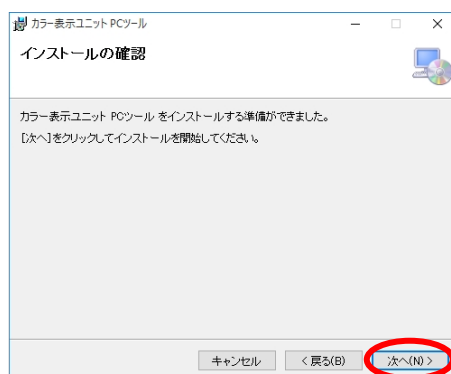 カラー表示ユニット PCツール
インストールの確認
カラー表示ユニット PCツール をインストールする準備ができました。
[次へ]をクリックしてインストールを開始してください。
キャンセル
< 戻る(B)
次へ(N) >